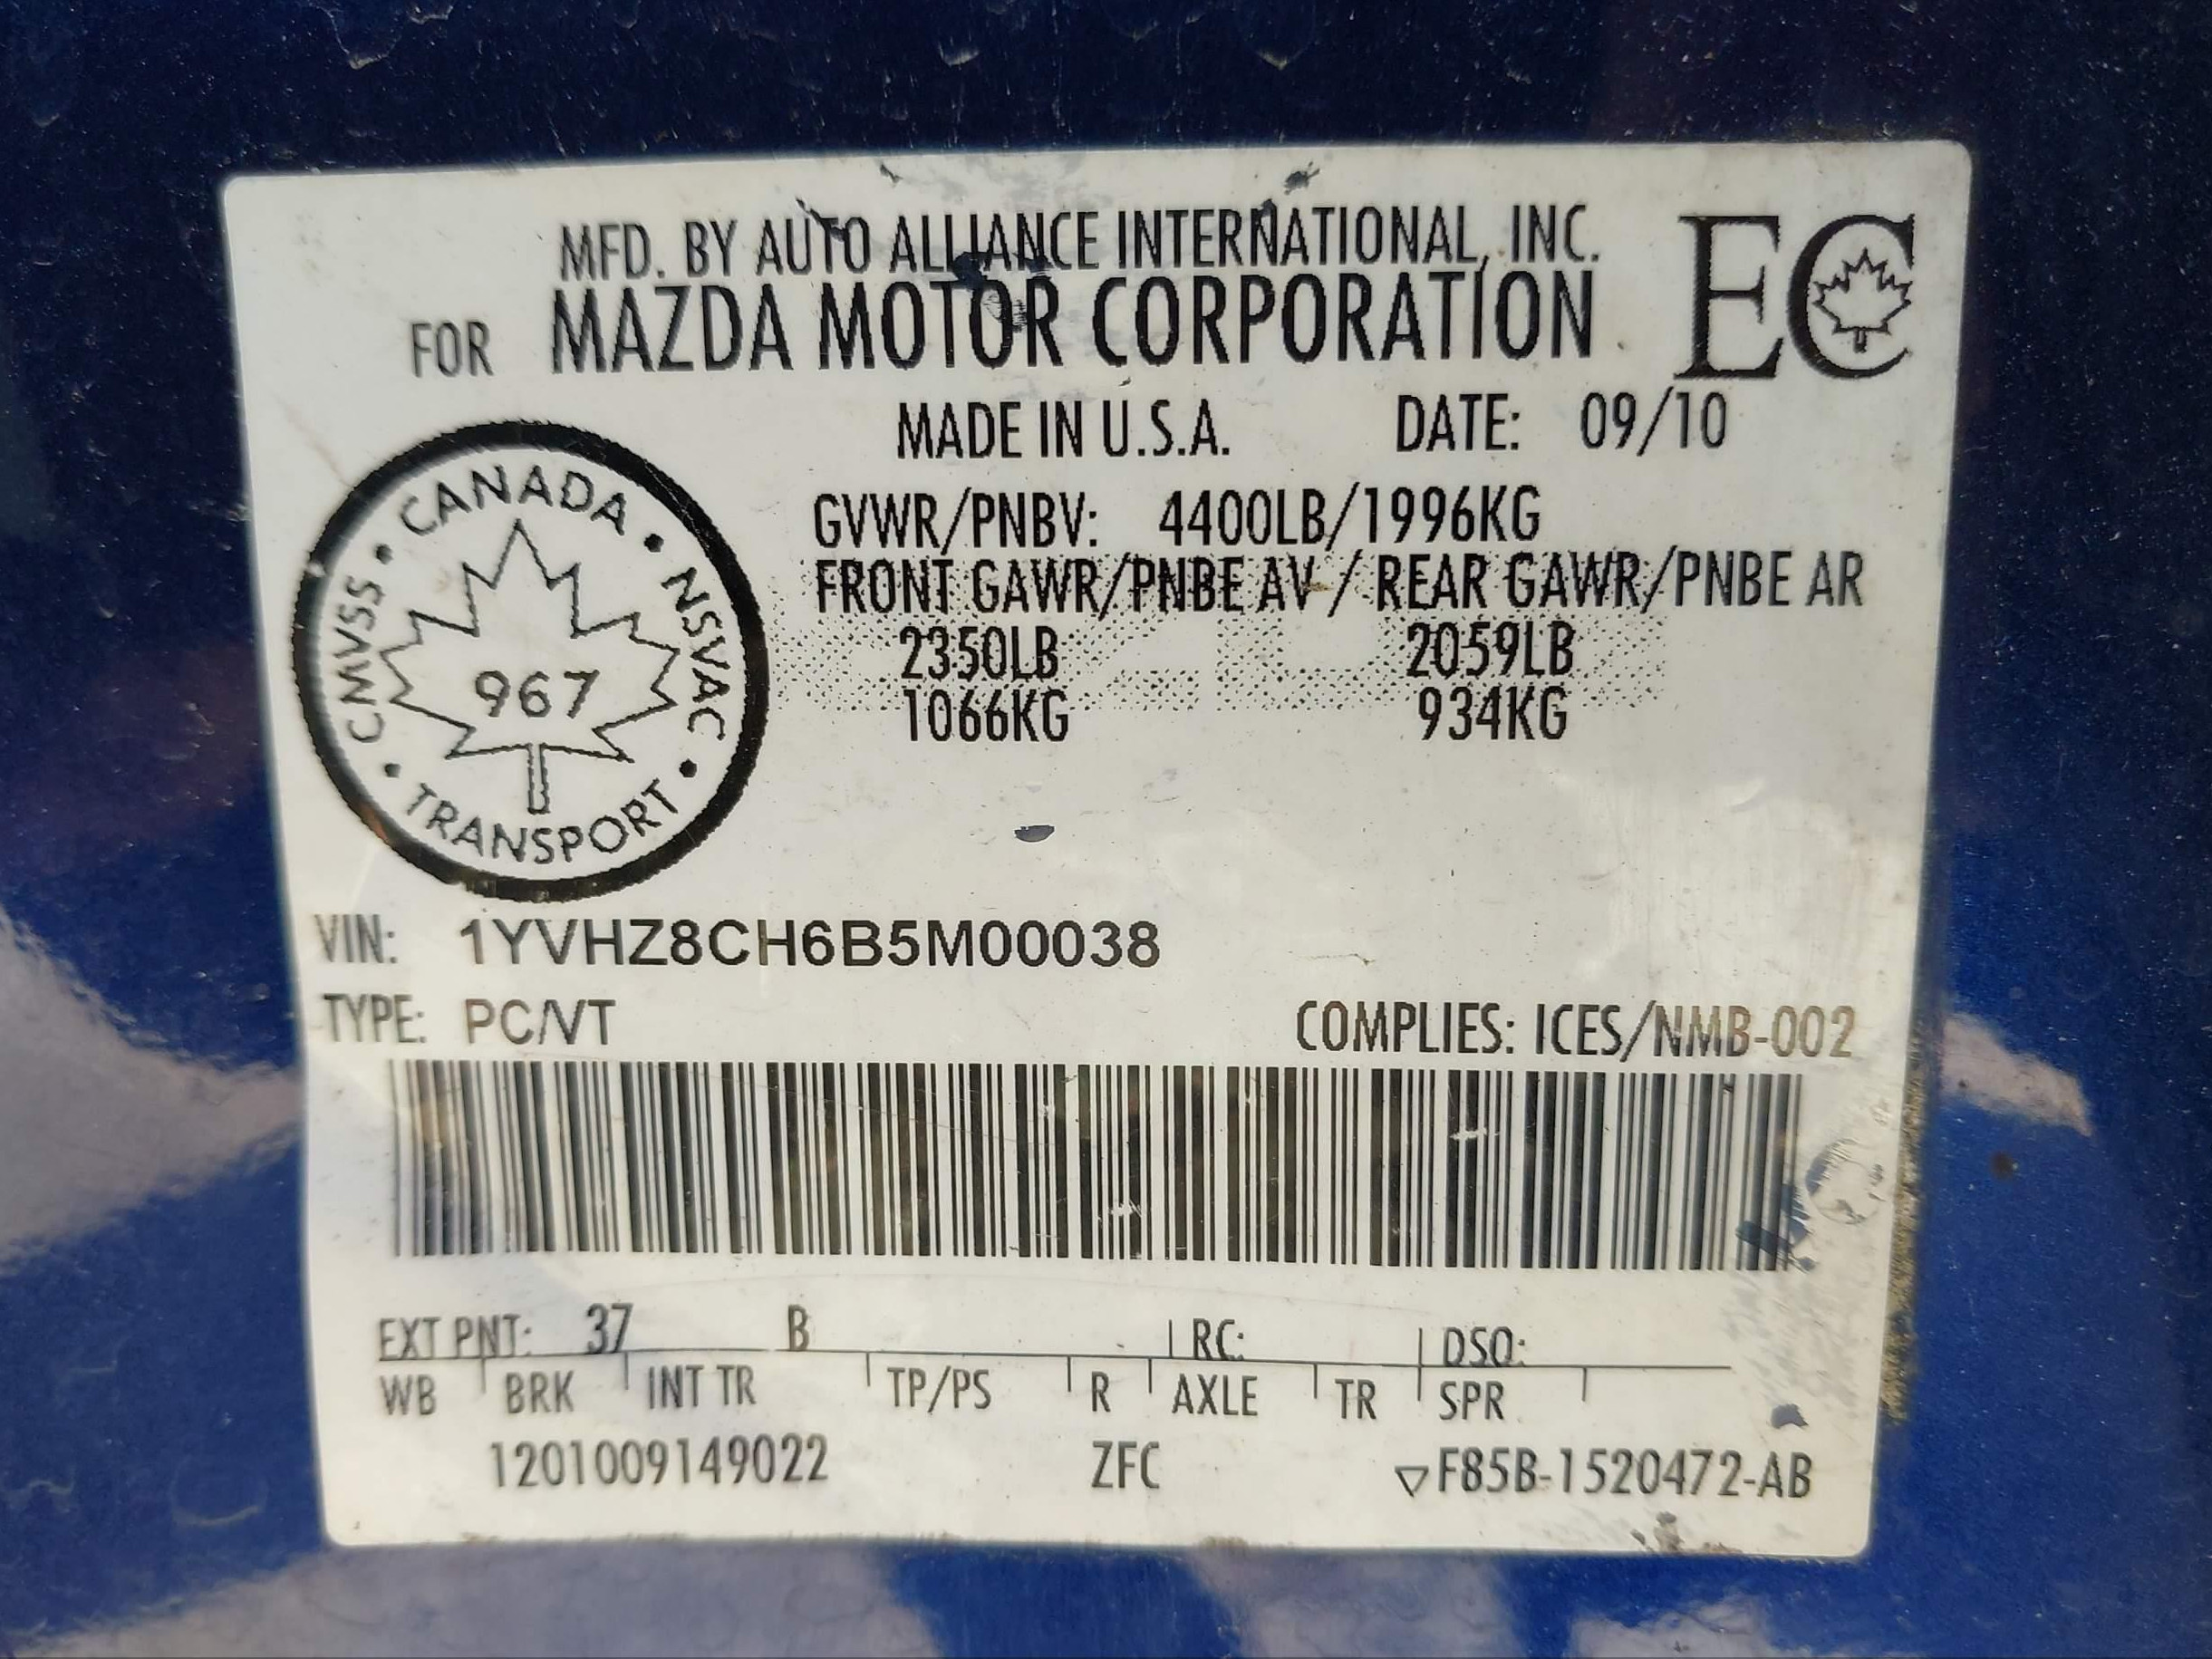 MFD. BY AUTO ALLIANCE INTERNATIONAL, INC.
FOR MAZDA MOTOR CORPORATION
EC
MADE IN U.S.A. DATE: 09/10
GVWR/PNBV: 4400LB/1996KG
FRONT GAWR/PNBE AV / REAR GAWR/PNBE AR
2350LB 2059LB
1066KG 934KG
• CANADA • NSVAC • TRANSPORT • CMVSS
967
VIN: 1YVHZ8CH6B5M00038
TYPE: PC/VT COMPLIES: ICES/NMB-002
EXT PNT: 37 B RC: DSO:
WB BRK INT TR TP/PS R AXLE TR SPR
1201009149022 ZFC ▽F85B-1520472-AB